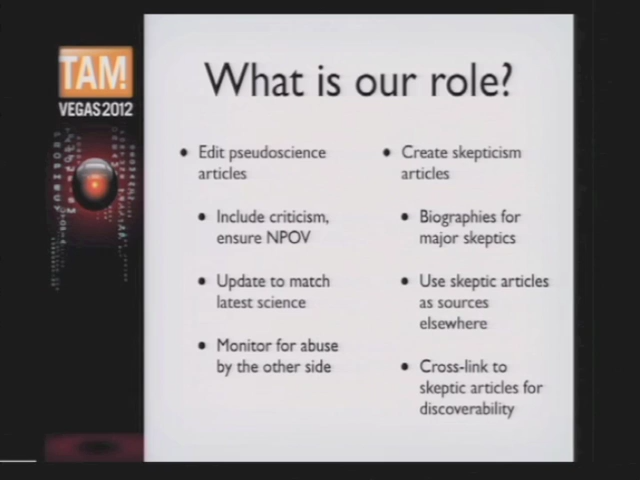 TAM!
VEGAS 2012
What is our role?
• Edit pseudoscience
articles
• Include criticism,
ensure NPOV
• Update to match
latest science
• Monitor for abuse
by the other side
• Create skepticism
articles
• Biographies for
major skeptics
• Use skeptic articles
as sources
elsewhere
• Cross-link to
skeptic articles for
discoverability